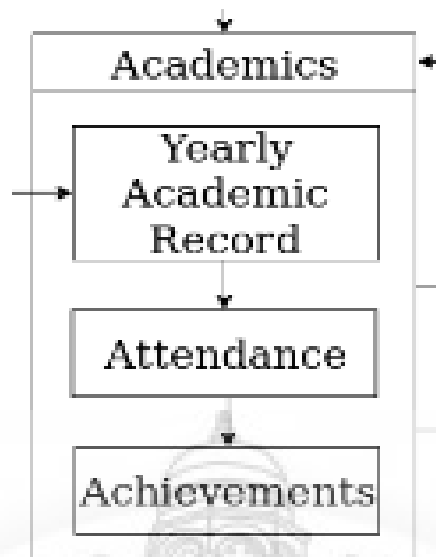 Academics
Yearly
Academic
Record
Attendance
Achievements